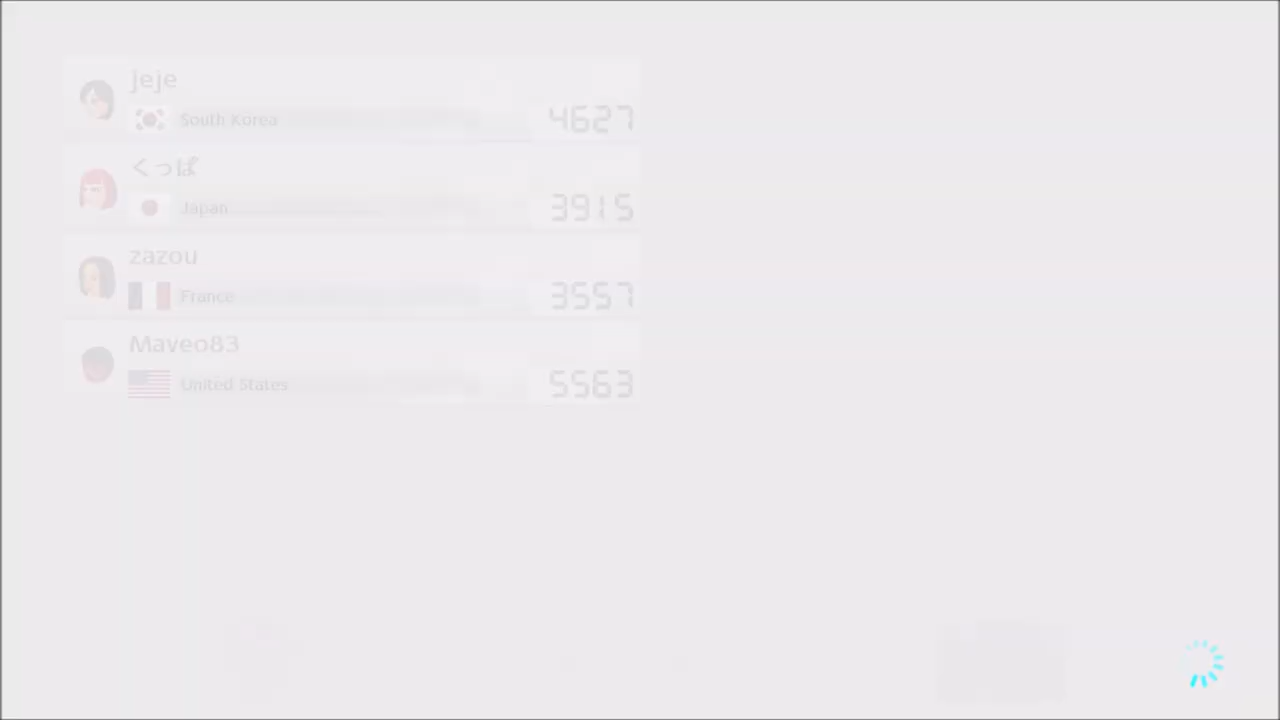 jeje
South Korea
4627
くっぱ
Japan
3915
zazou
France
3557
Maveo83
United States
5563